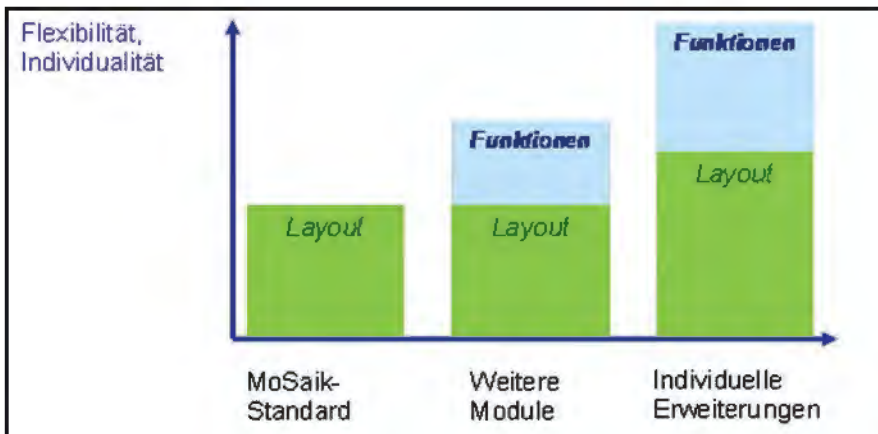 Flexibilität,
Individualität
Funktionen
Funktionen
Layout
Layout
Layout
MoSaik-
Standard
Weitere
Module
Individuelle
Erweiterungen